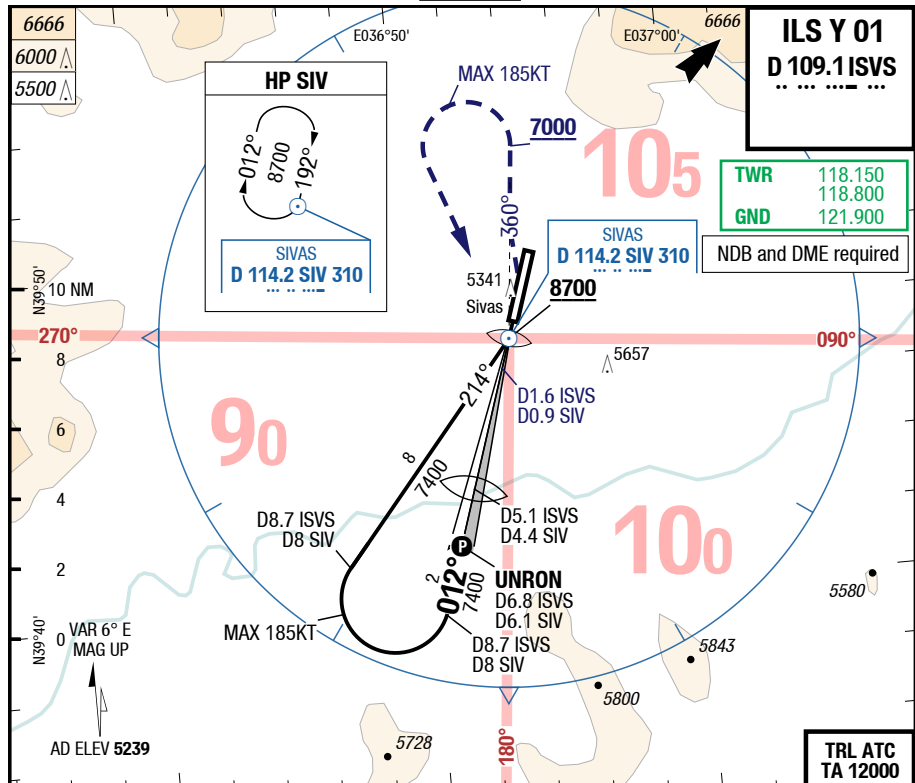 6666
6000
5500
E036°50'
E037°00'
6666
ILS Y 01
D 109.1 ISVS
HP SIV
012°
8700
192°
SIVAS
D 114.2 SIV 310
MAX 185KT
7000
360°
105
TWR 118.150
118.800
GND 121.900
NDB and DME required
SIVAS
D 114.2 SIV 310
8700
5341
Sivas
N39°50'
10 NM
270°
090°
8
6
4
2
0
N39°40'
5657
214°
D1.6 ISVS
D0.9 SIV
90
8
7400
D8.7 ISVS
D8 SIV
D5.1 ISVS
D4.4 SIV
100
P
UNRON
D6.8 ISVS
D6.1 SIV
012°
2
7400
D8.7 ISVS
D8 SIV
MAX 185KT
5580
5843
5800
5728
180°
VAR 6° E
MAG UP
AD ELEV 5239
TRL ATC
TA 12000